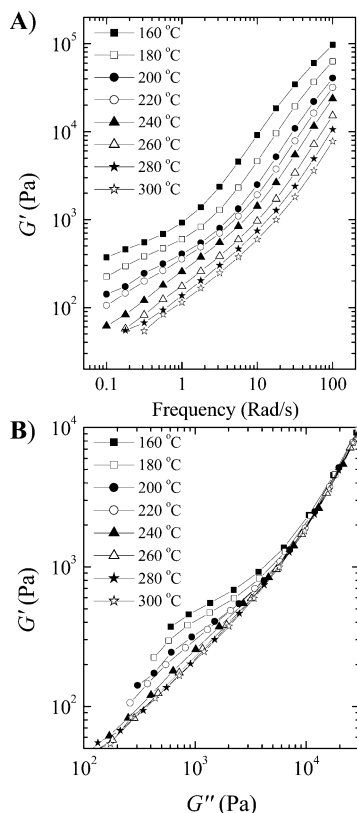 A)
160 °C
180 °C
200 °C
220 °C
240 °C
260 °C
280 °C
300 °C
10⁵
10⁴
10³
10²
G′ (Pa)
0.1 1 10 100
Frequency (Rad/s)
B)
160 °C
180 °C
200 °C
220 °C
240 °C
260 °C
280 °C
300 °C
10⁴
10³
10²
G′ (Pa)
10² 10³ 10⁴
G″ (Pa)